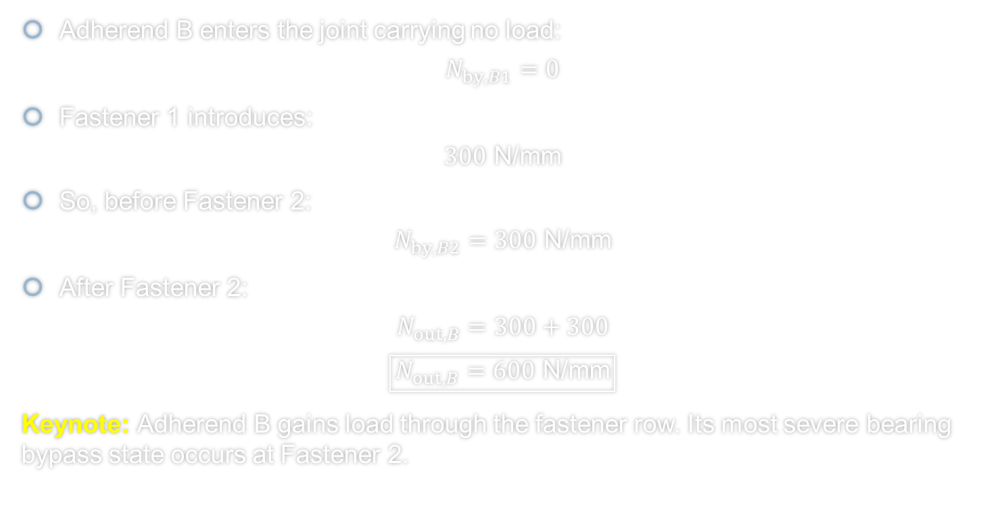 Adherend B enters the joint carrying no load:
N_by,B1 = 0
Fastener 1 introduces:
300 N/mm
So, before Fastener 2:
N_by,B2 = 300 N/mm
After Fastener 2:
N_out,B = 300 + 300
N_out,B = 600 N/mm
Keynote: Adherend B gains load through the fastener row. Its most severe bearing
bypass state occurs at Fastener 2.